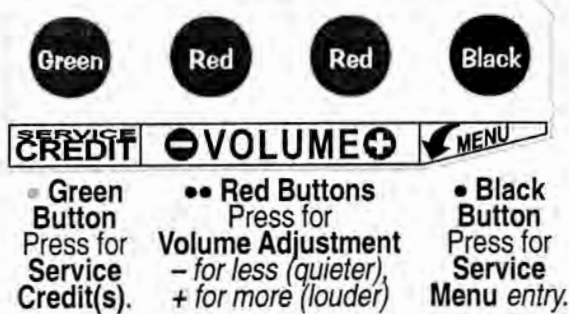 Green Red Red Black
SERVICE CREDIT ⊖VOLUME⊕ MENU
• Green •• Red Buttons • Black
Button Press for Button
Press for Volume Adjustment Press for
Service – for less (quieter), Service
Credit(s). + for more (louder) Menu entry.